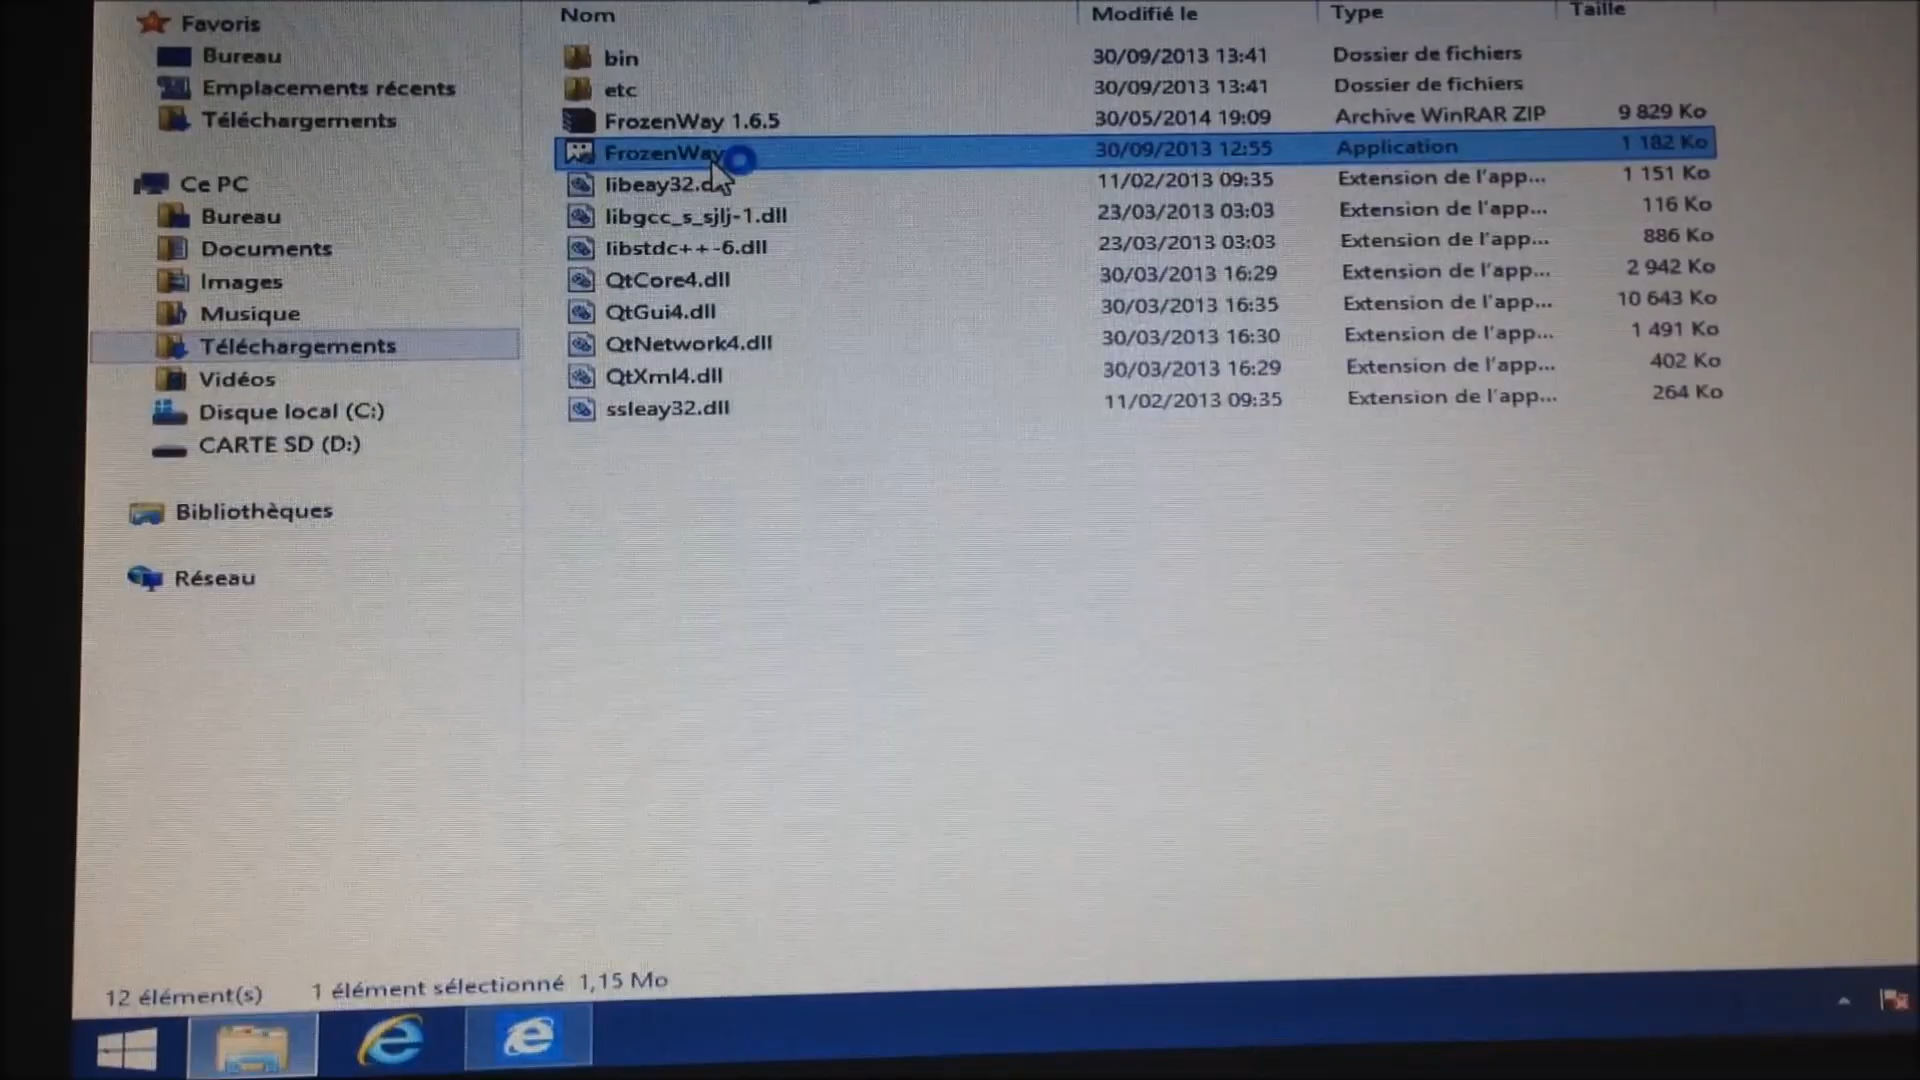 Favoris
Bureau
Emplacements récents
Téléchargements
Ce PC
Bureau
Documents
Images
Musique
Téléchargements
Vidéos
Disque local (C:)
CARTE SD (D:)
Bibliothèques
Réseau
Nom Modifié le Type Taille
bin 30/09/2013 13:41 Dossier de fichiers
etc 30/09/2013 13:41 Dossier de fichiers
FrozenWay 1.6.5 30/05/2014 19:09 Archive WinRAR ZIP 9 829 Ko
FrozenWay 30/09/2013 12:55 Application 1 182 Ko
libeay32.dll 11/02/2013 09:35 Extension de l'app... 1 151 Ko
libgcc_s_sjlj-1.dll 23/03/2013 03:03 Extension de l'app... 116 Ko
libstdc++-6.dll 23/03/2013 03:03 Extension de l'app... 886 Ko
QtCore4.dll 30/03/2013 16:29 Extension de l'app... 2 942 Ko
QtGui4.dll 30/03/2013 16:35 Extension de l'app... 10 643 Ko
QtNetwork4.dll 30/03/2013 16:30 Extension de l'app... 1 491 Ko
QtXml4.dll 30/03/2013 16:29 Extension de l'app... 402 Ko
ssleay32.dll 11/02/2013 09:35 Extension de l'app... 264 Ko
12 élément(s) 1 élément sélectionné 1,15 Mo